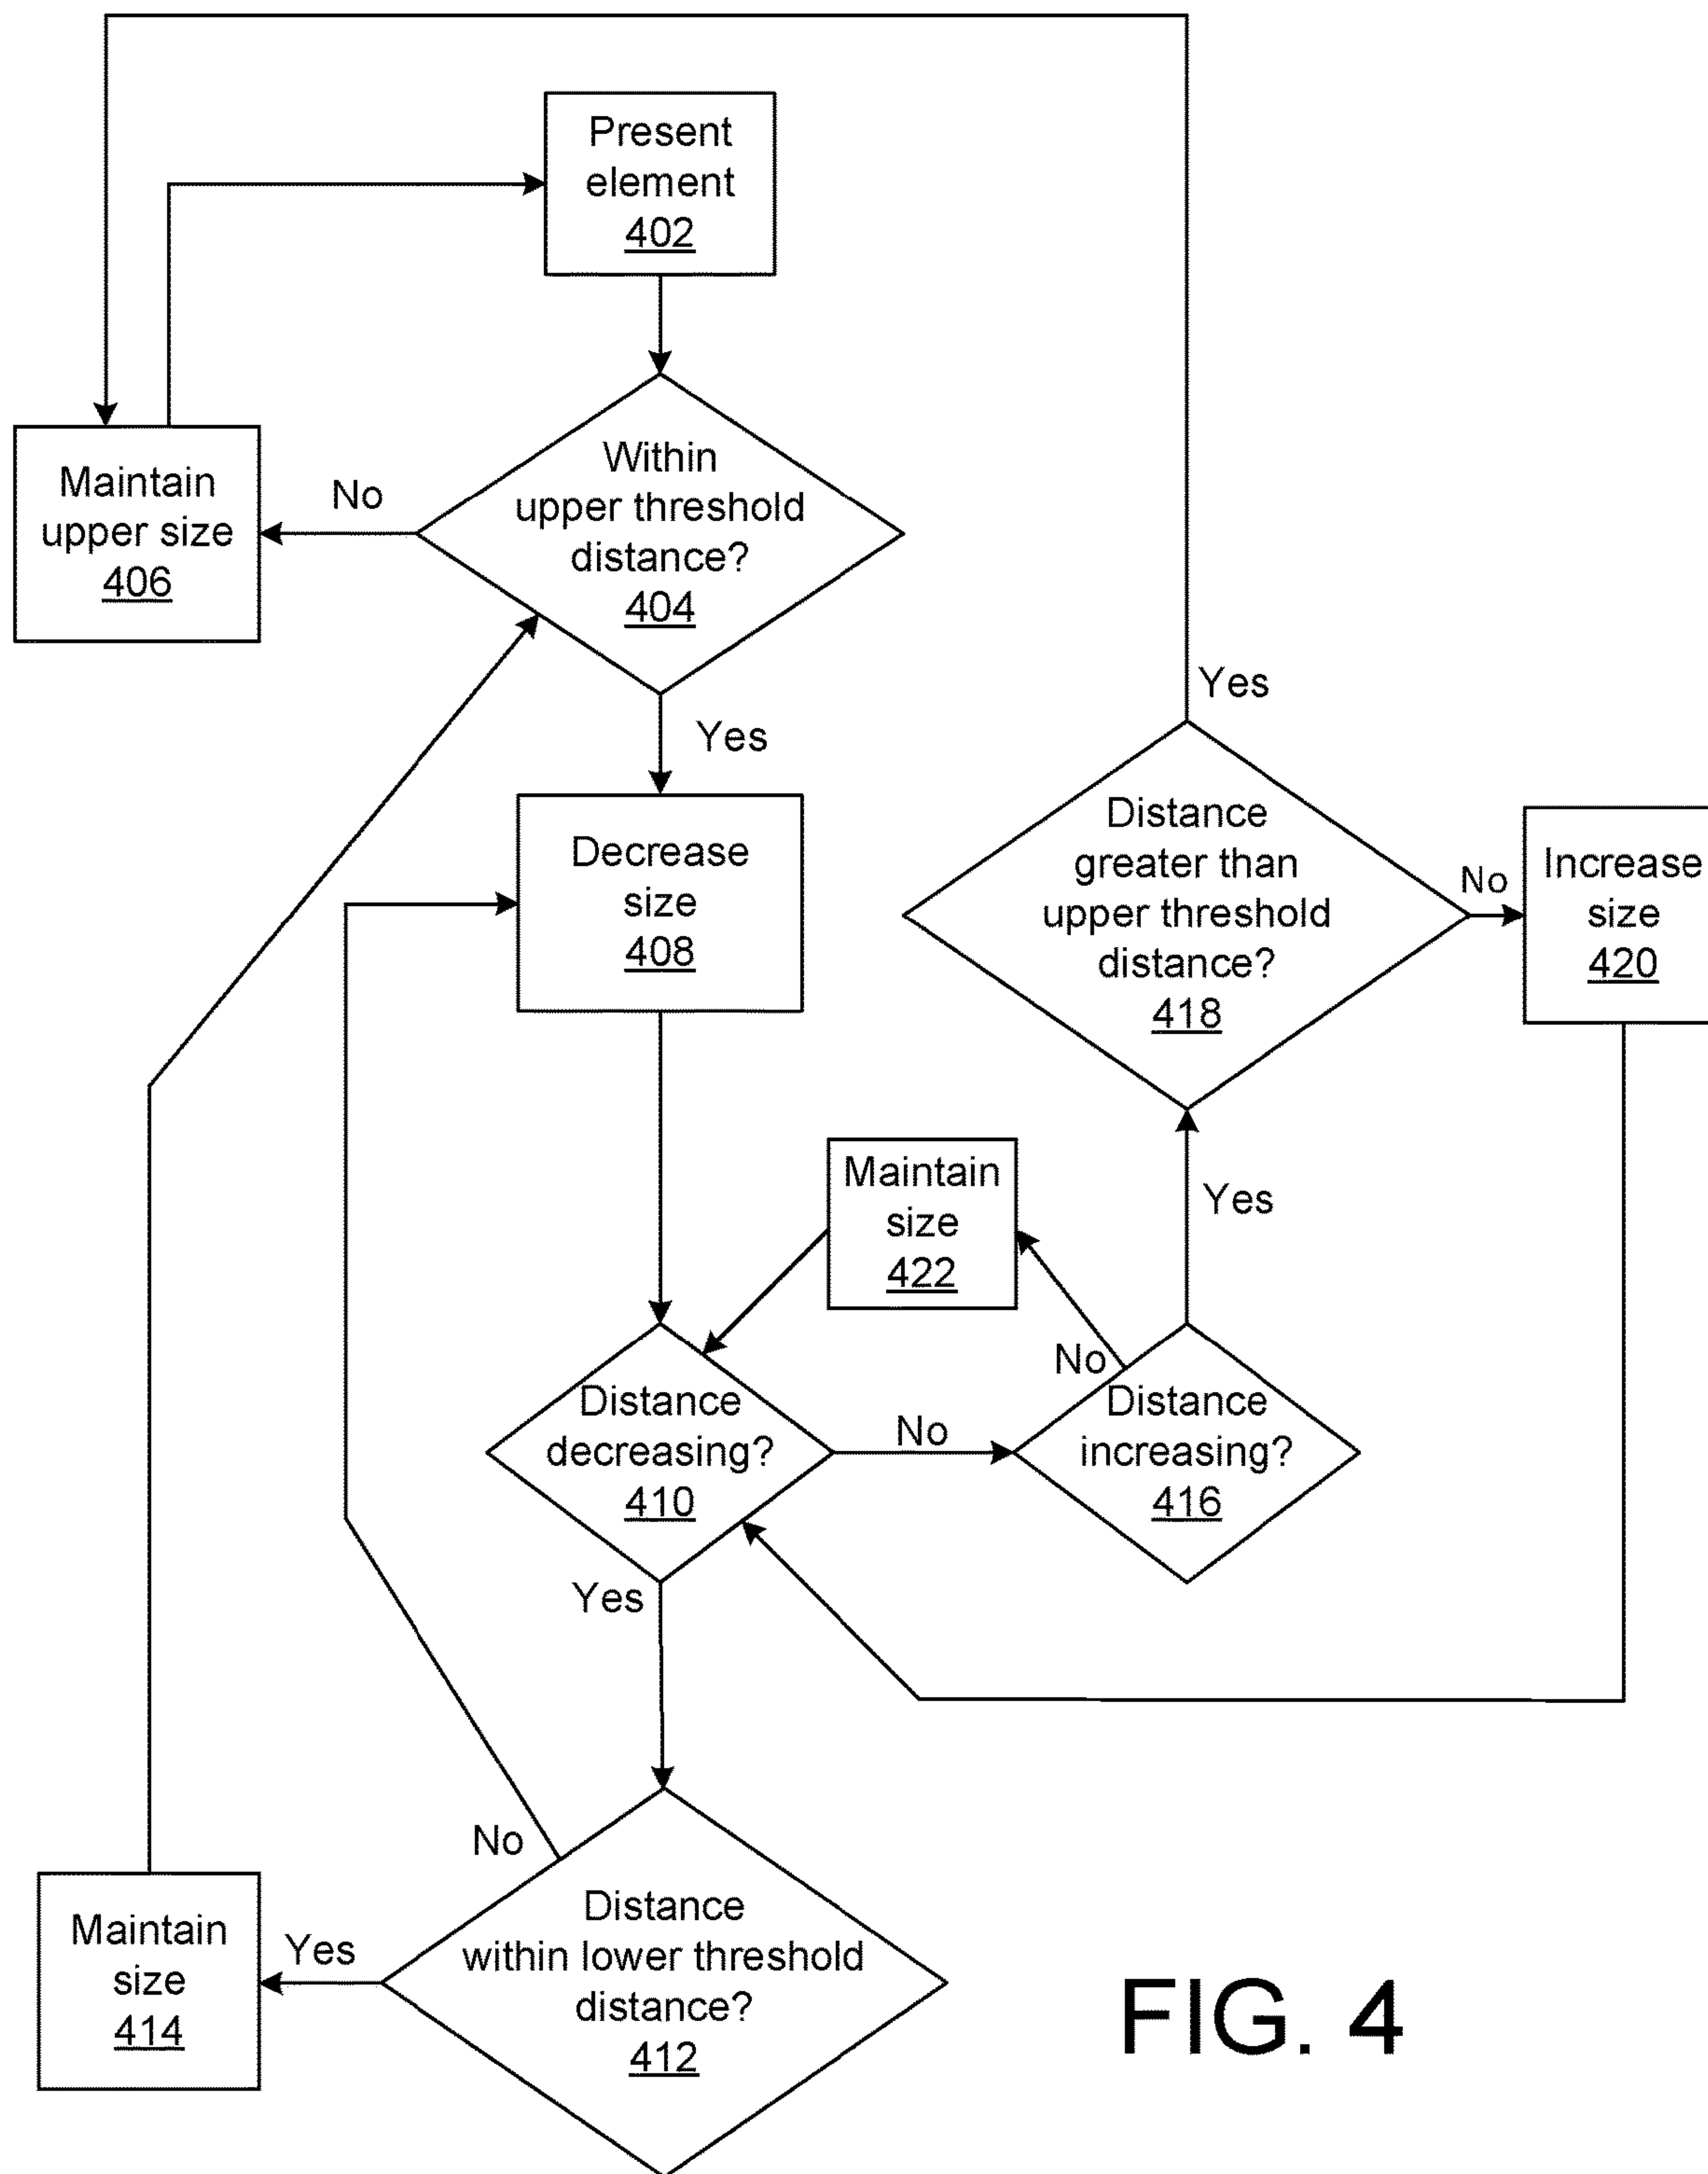 Present
element
402
Within
upper threshold
distance?
404
No
Maintain
upper size
406
Yes
Decrease
size
408
Yes
Distance
greater than
upper threshold
distance?
418
No
Increase
size
420
Maintain
size
422
Yes
No
Distance
decreasing?
410
No
Distance
increasing?
416
Yes
No
Distance
within lower threshold
distance?
412
Yes
Maintain
size
414
FIG. 4